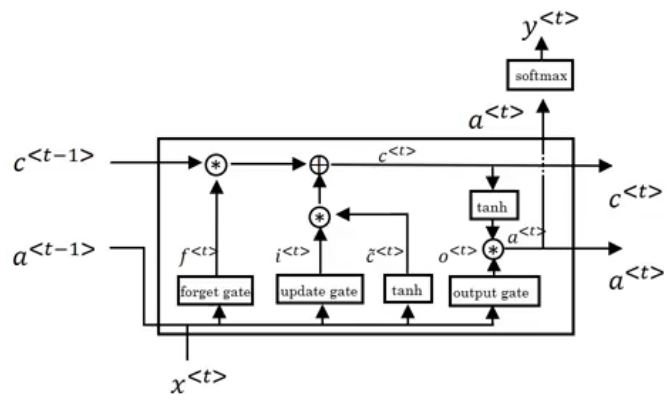 y^{<t>}
softmax
a^{<t>}
c^{<t-1>} c^{<t>} c^{<t>}
tanh
a^{<t-1>} f^{<t>} i^{<t>} c̃^{<t>} o^{<t>} a^{<t>} a^{<t>}
forget gate update gate tanh output gate
x^{<t>}